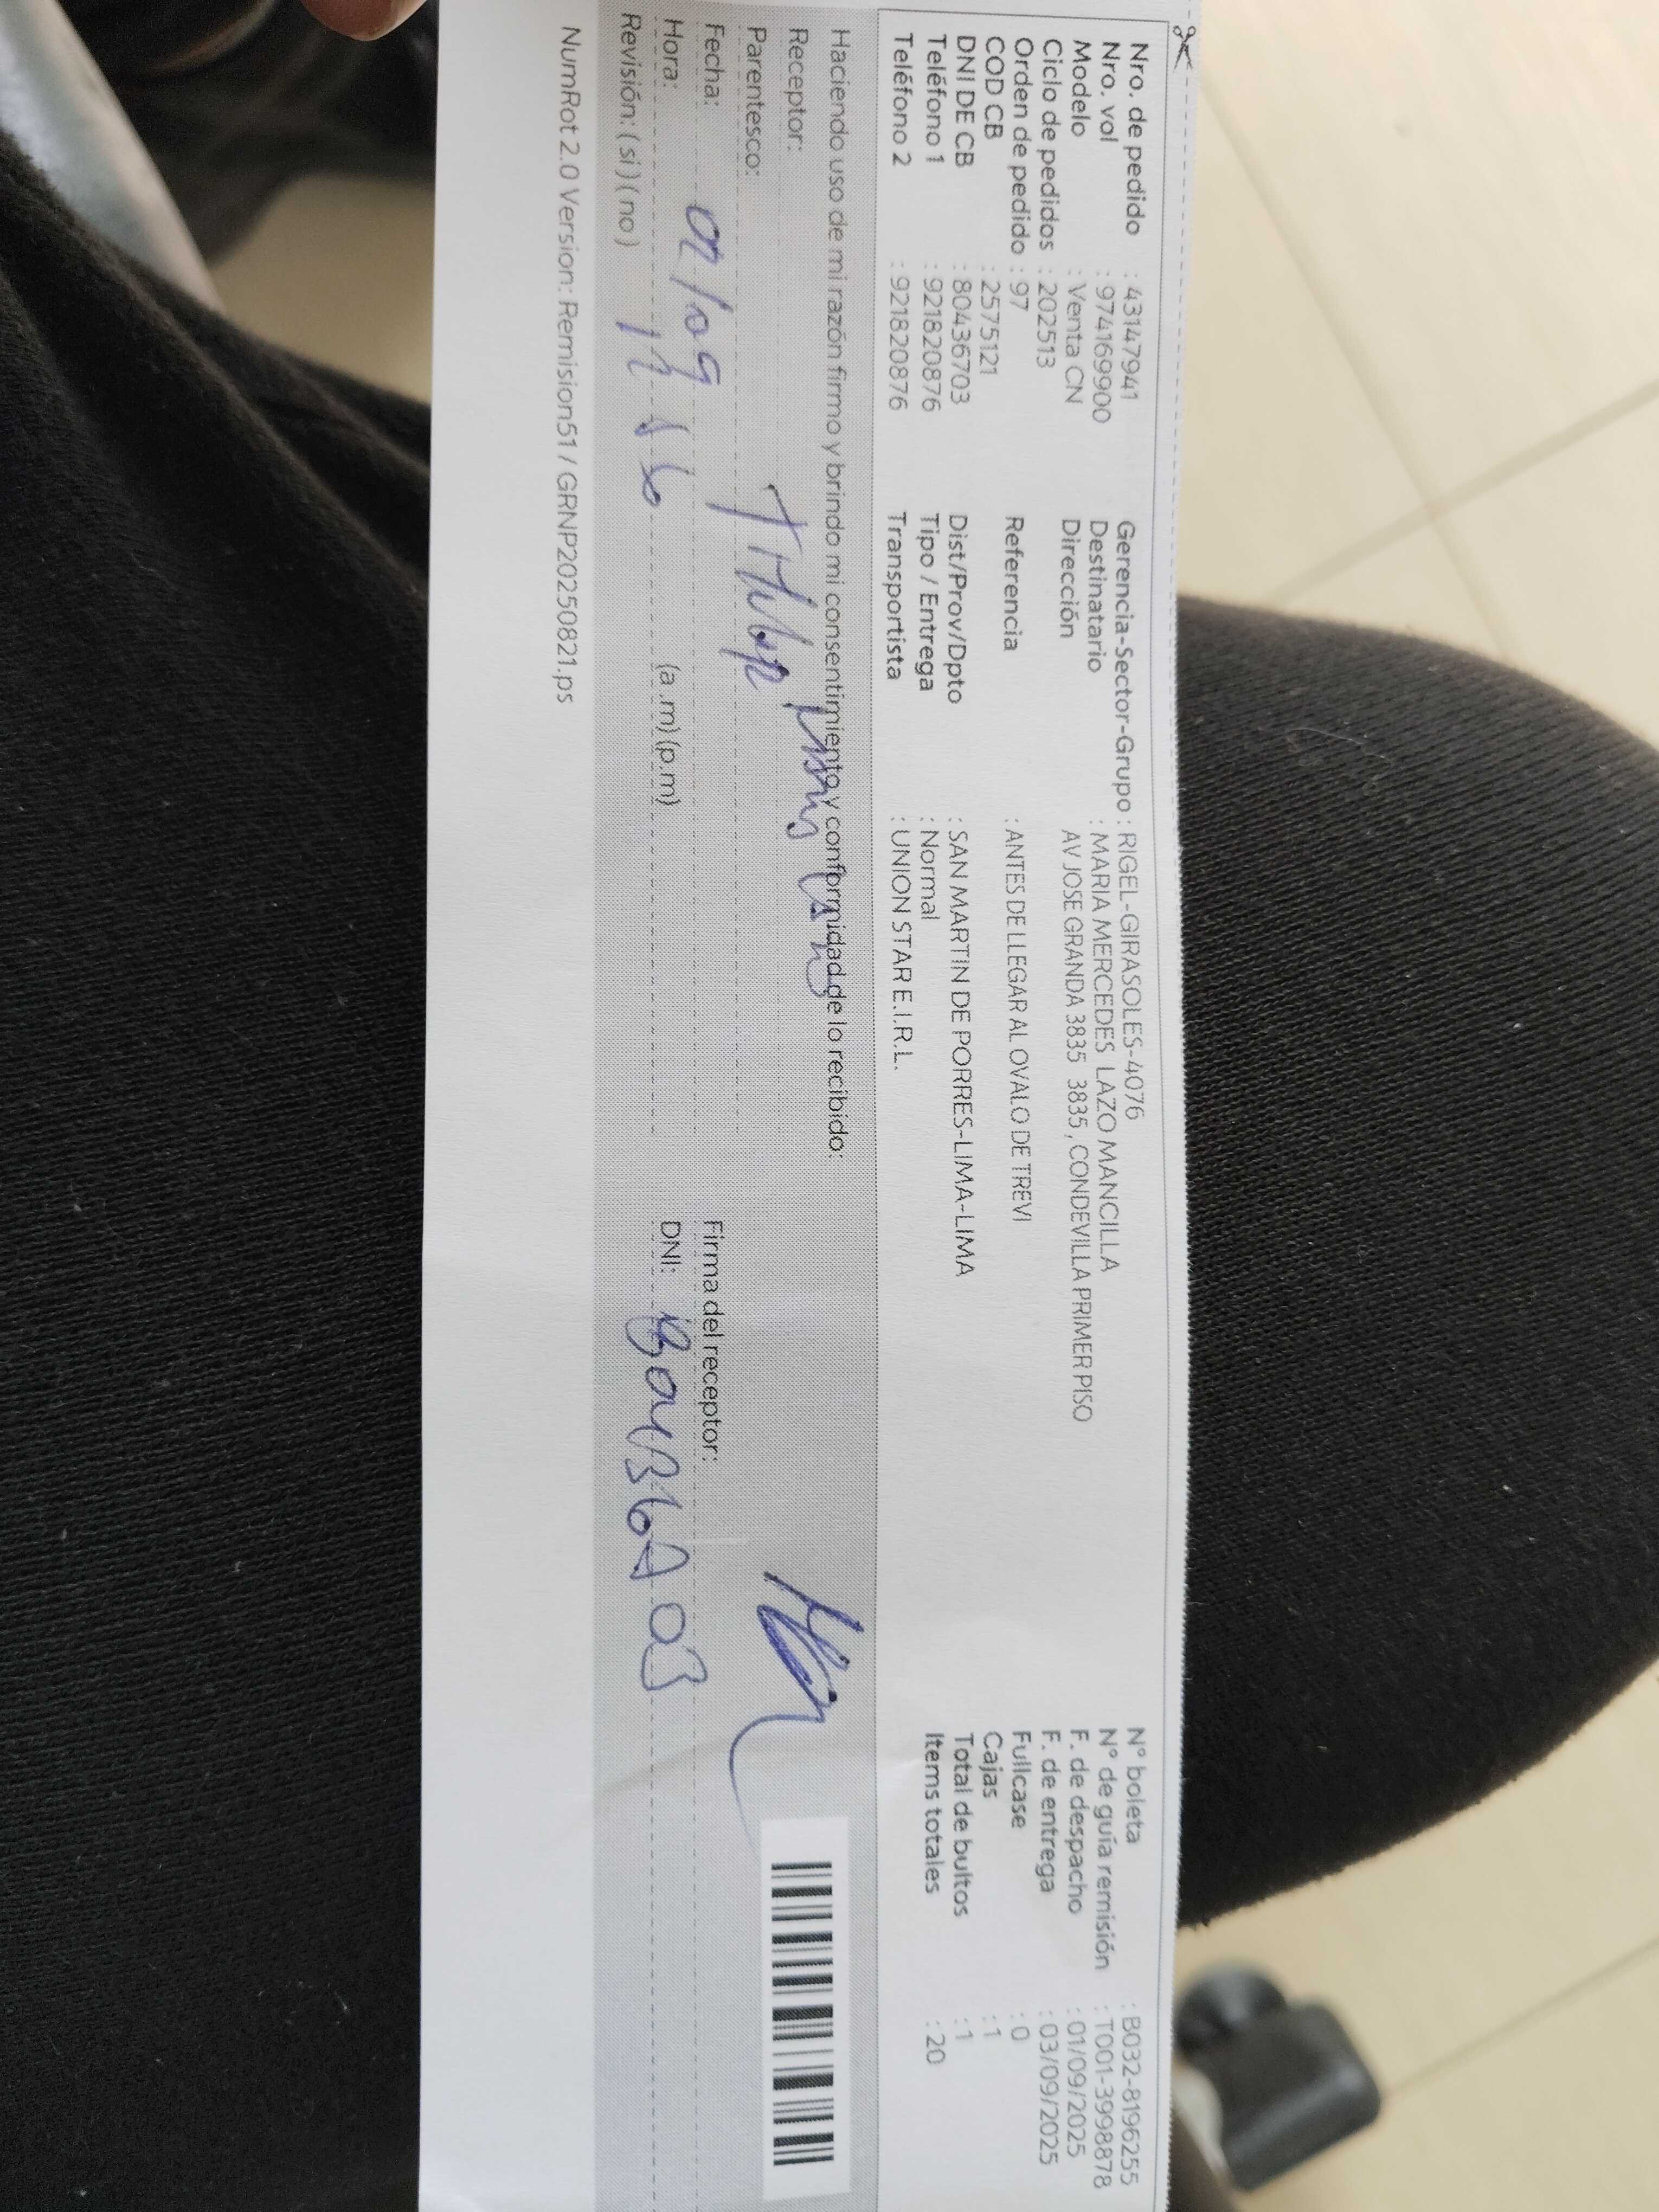 Nro. de pedido : 431479941
Nro. vol : 9741699900
Modelo : Venta CN
Ciclo de pedidos : 202513
Orden de pedido : 97
COD CB : 2575121
DNI DE CB : 80436703
Teléfono 1 : 921820876
Teléfono 2 : 921820876
Gerencia-Sector-Grupo : RIGEL-GIRASOLES-4076
Destinatario : MARIA MERCEDES LAZO MANCILLA
Dirección AV JOSE GRANDA 3835 3835 , CONDEVILLA PRIMER PISO
Referencia : ANTES DE LLEGAR AL OVALO DE TREVI
Dist/Prov/Dpto : SAN MARTIN DE PORRES-LIMA-LIMA
Tipo / Entrega : Normal
Transportista : UNION STAR E.I.R.L.
N° boleta : B032-8196255
N° de guía remisión : T001-3998878
F. de despacho : 01/09/2025
F. de entrega : 03/09/2025
Fullcase : 0
Cajas : 1
Total de bultos : 1
Items totales : 20
Haciendo uso de mi razón firmo y brindo mi consentimiento y conformidad de lo recibido:
Receptor:
Parentesco:
Fecha: 02/09
Hora: (a.m) (p.m)
Revisión: ( si ) ( no )
Firma del receptor:
DNI: 80436703
NumRot 2.0 Version: Remision51 / GRNP20250821.ps